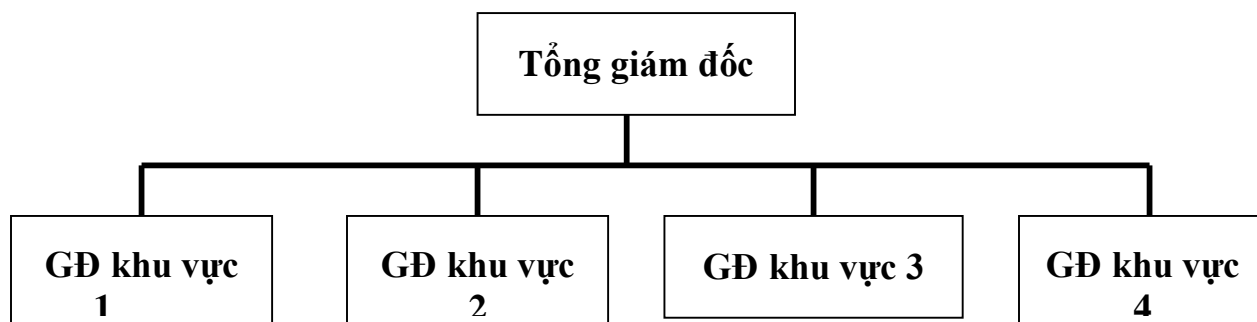 Tổng giám đốc
GĐ khu vực
1
GĐ khu vực
2
GĐ khu vực 3
GĐ khu vực
4